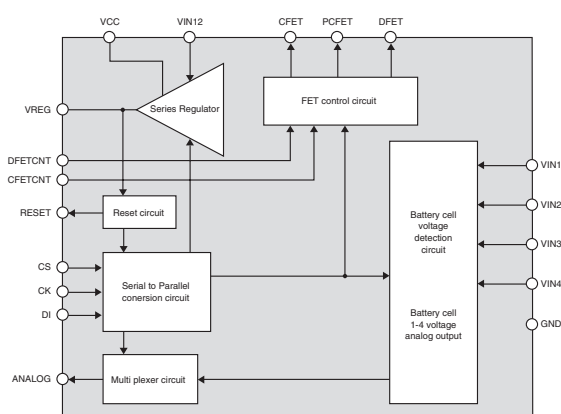 VCC
VIN12
CFET
PCFET
DFET
VREG
Series Regulator
FET control circuit
DFETCNT
CFETCNT
RESET
Reset circuit
CS
CK
DI
Serial to Parallel
conersion circuit
Battery cell
voltage
detection
circuit
Battery cell
1-4 voltage
analog output
VIN1
VIN2
VIN3
VIN4
GND
ANALOG
Multi plexer circuit